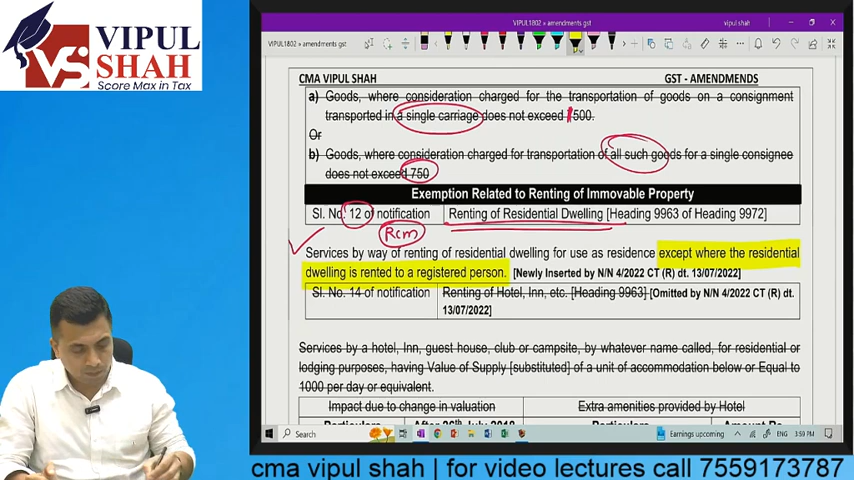 VIPUL
SHAH
Score Max in Tax
VS
VIPUL1802 » amendments gst
vipul shah
VIPUL1802 » amendments gst
CMA VIPUL SHAH
GST - AMENDMENDS
a) Goods, where consideration charged for the transportation of goods on a consignment
transported in a single carriage does not exceed 1500.
Or
b) Goods, where consideration charged for transportation of all such goods for a single consignee
does not exceed 750
Exemption Related to Renting of Immovable Property
Sl. No. 12 of notification
Renting of Residential Dwelling [Heading 9963 of Heading 9972]
Rcm
Services by way of renting of residential dwelling for use as residence except where the residential
dwelling is rented to a registered person. [Newly Inserted by N/N 4/2022 CT (R) dt. 13/07/2022]
Sl. No. 14 of notification
Renting of Hotel, Inn, etc. [Heading 9963] [Omitted by N/N 4/2022 CT (R) dt.
13/07/2022]
Services by a hotel, Inn, guest house, club or campsite, by whatever name called, for residential or
lodging purposes, having Value of Supply [substituted] of a unit of accommodation below or Equal to
1000 per day or equivalent.
Impact due to change in valuation
Extra amenities provided by Hotel
Search
Earnings upcoming
ENG
3:59 PM
cma vipul shah | for video lectures call 7559173787